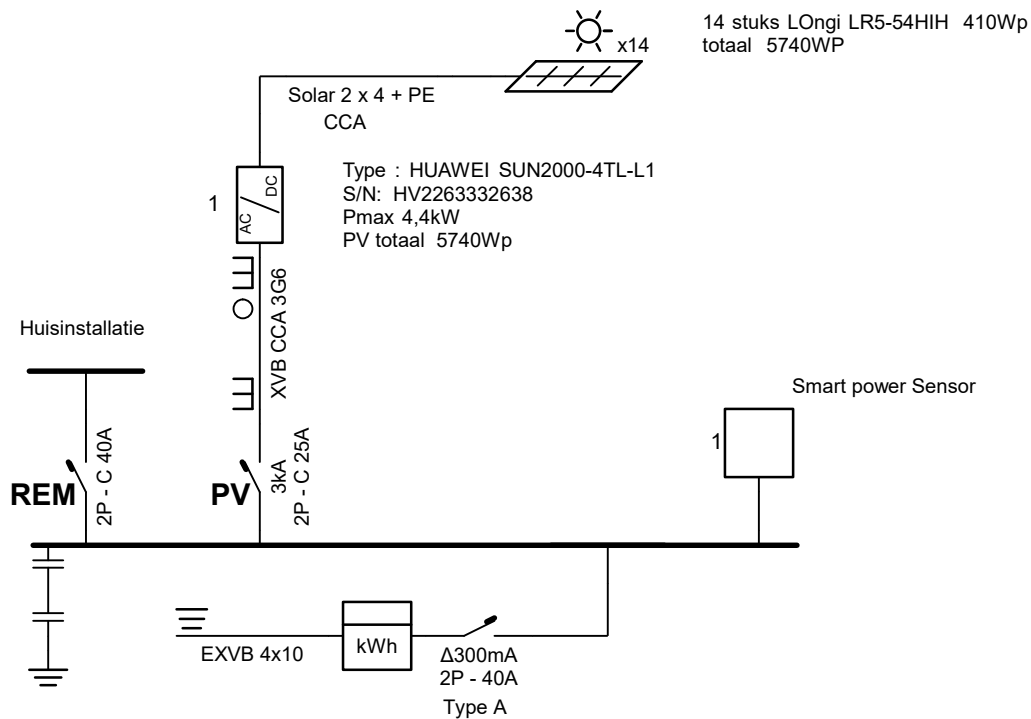 14 stuks LOngi LR5-54HIH 410Wp
totaal 5740WP
x14
Solar 2 x 4 + PE
CCA
Type : HUAWEI SUN2000-4TL-L1
S/N: HV2263332638
Pmax 4,4kW
PV totaal 5740Wp
1
AC
DC
XVB CCA 3G6
Huisinstallatie
Smart power Sensor
1
REM
2P - C 40A
PV
3kA
2P - C 25A
EXVB 4x10
kWh
Δ300mA
2P - 40A
Type A